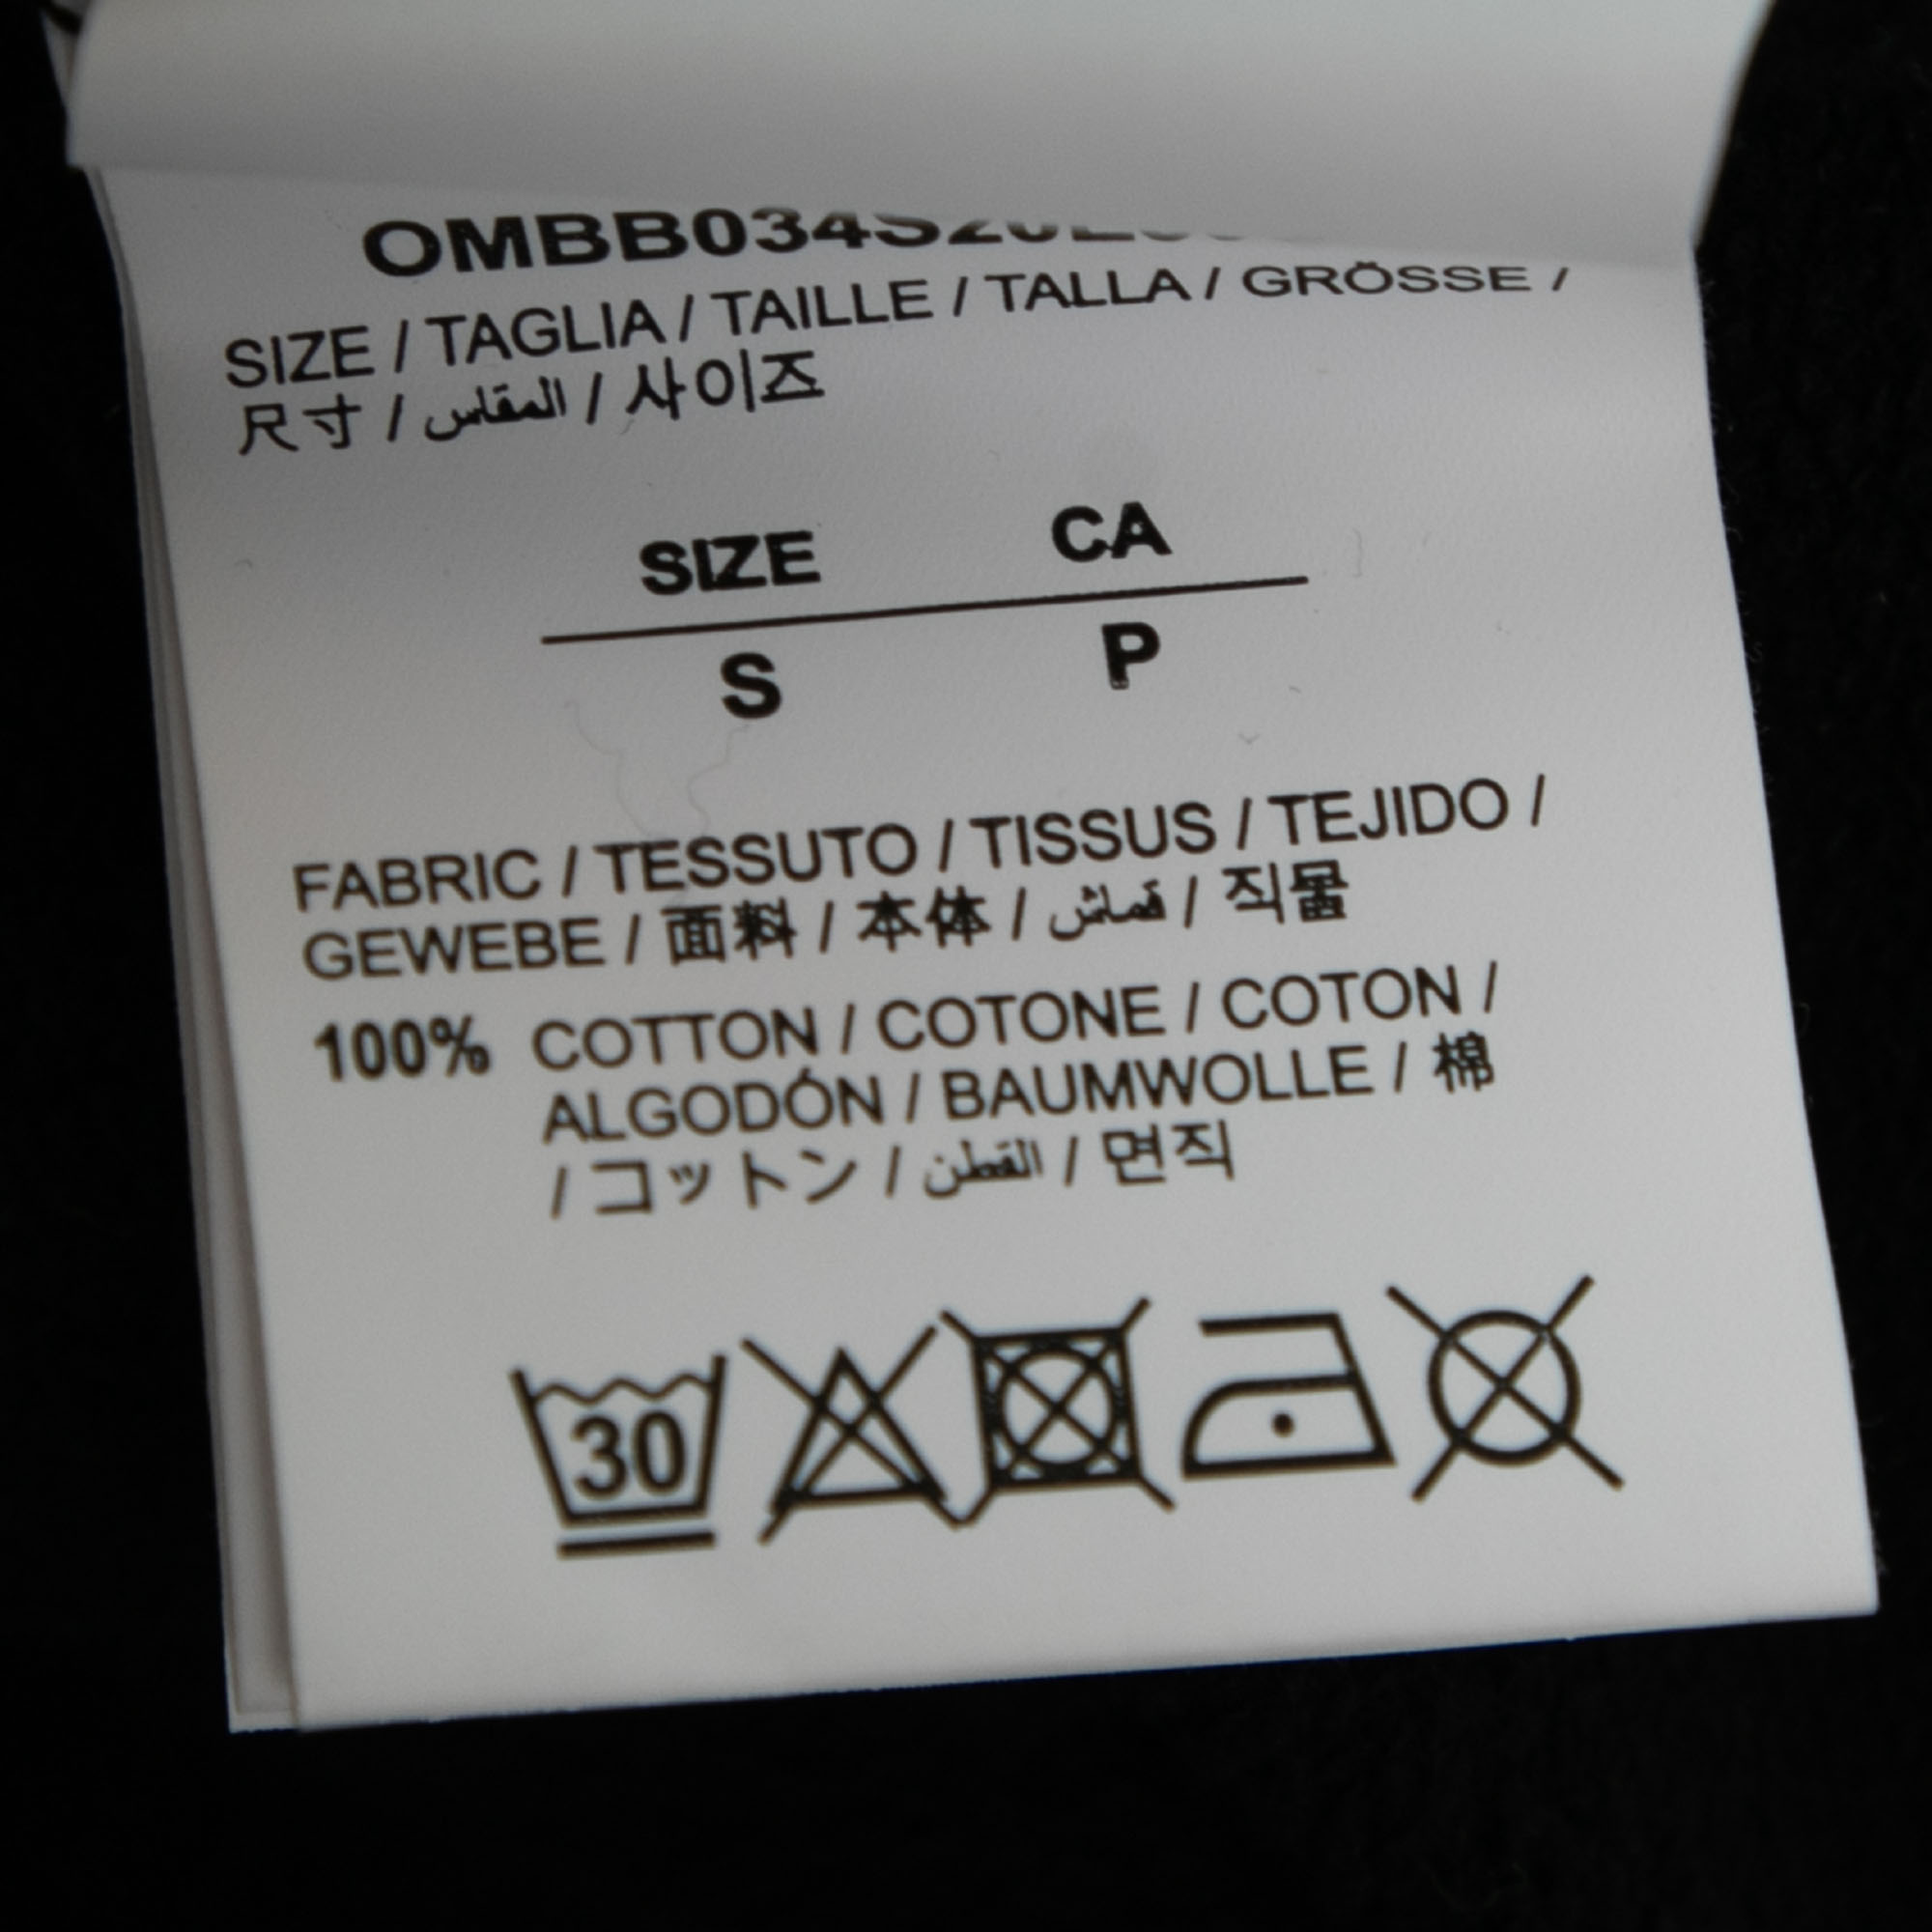 SIZE / TAGLIA / TAILLE / TALLA / GRÖSSE /
尺寸 / المقاس / 사이즈
SIZE CA
S P
FABRIC / TESSUTO / TISSUS / TEJIDO /
GEWEBE / 面料 / 本体 / قماش / 직물
100% COTTON / COTONE / COTON /
ALGODÓN / BAUMWOLLE / 棉
/ コットン / القطن / 면직
30